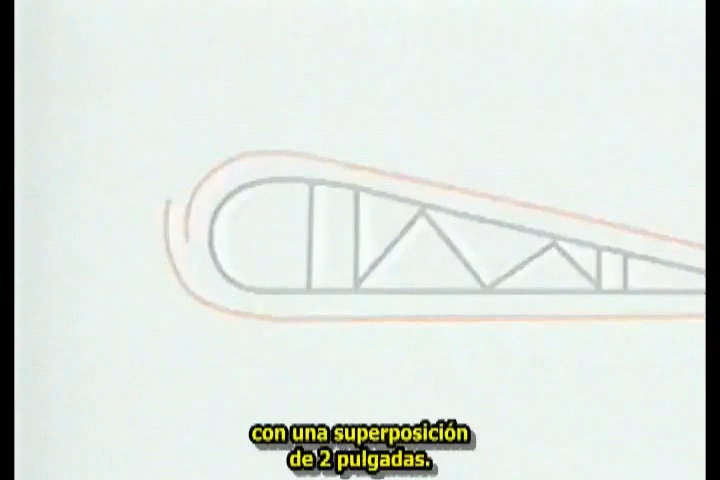 con una superposición
de 2 pulgadas.